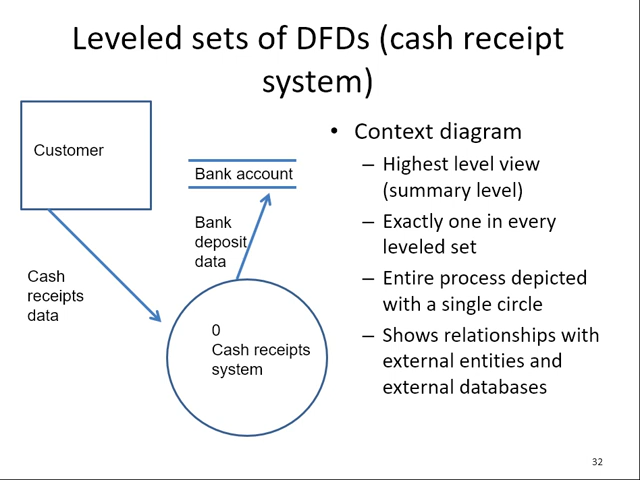 Leveled sets of DFDs (cash receipt
system)
Customer
Bank account
Bank
deposit
data
Cash
receipts
data
0
Cash receipts
system
• Context diagram
– Highest level view
(summary level)
– Exactly one in every
leveled set
– Entire process depicted
with a single circle
– Shows relationships with
external entities and
external databases
32